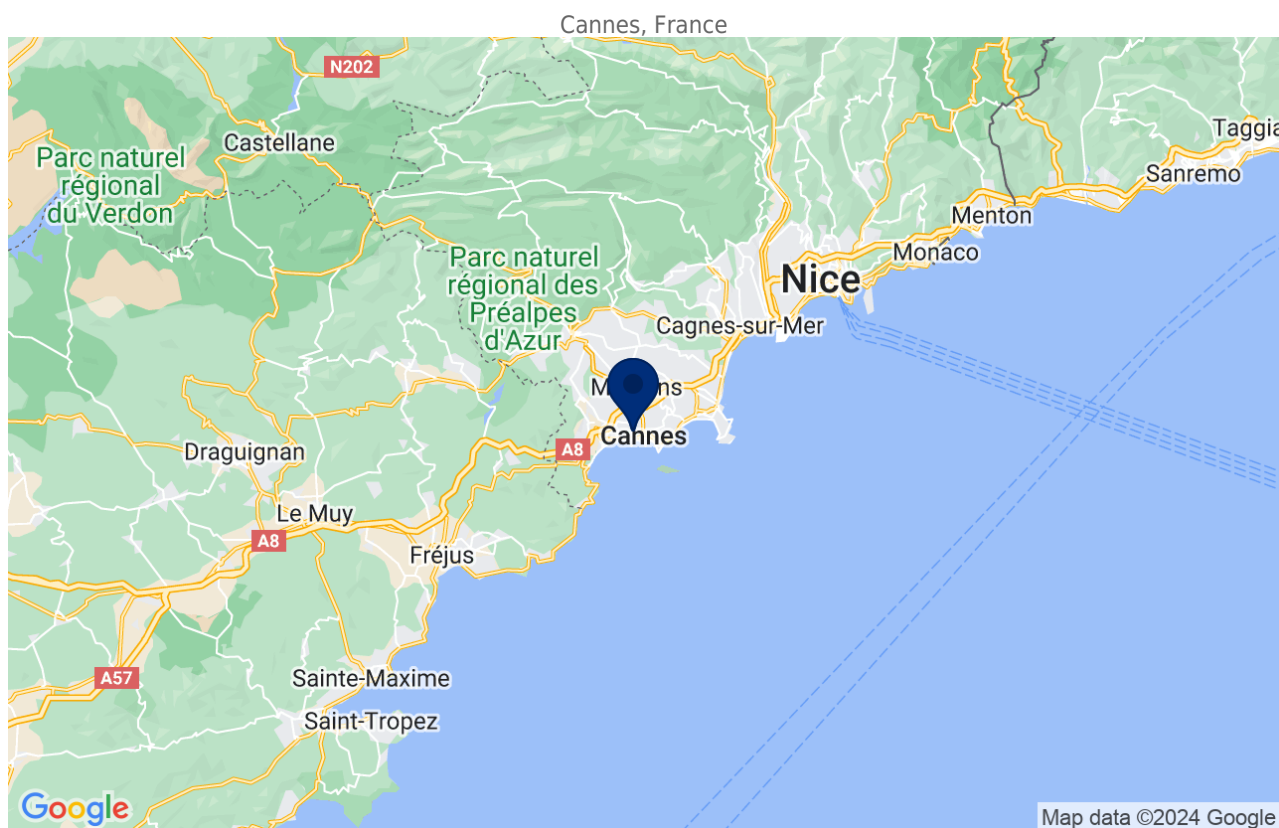 Cannes, France
N202
Castellane
Taggia
Parc naturel
régional
du Verdon
Sanremo
Menton
Monaco
Parc naturel
régional des
Préalpes
d'Azur
Nice
Cagnes-sur-Mer
Cannes
A8
Draguignan
Le Muy
A8
Fréjus
A57
Sainte-Maxime
Saint-Tropez
Google
Map data ©2024 Google